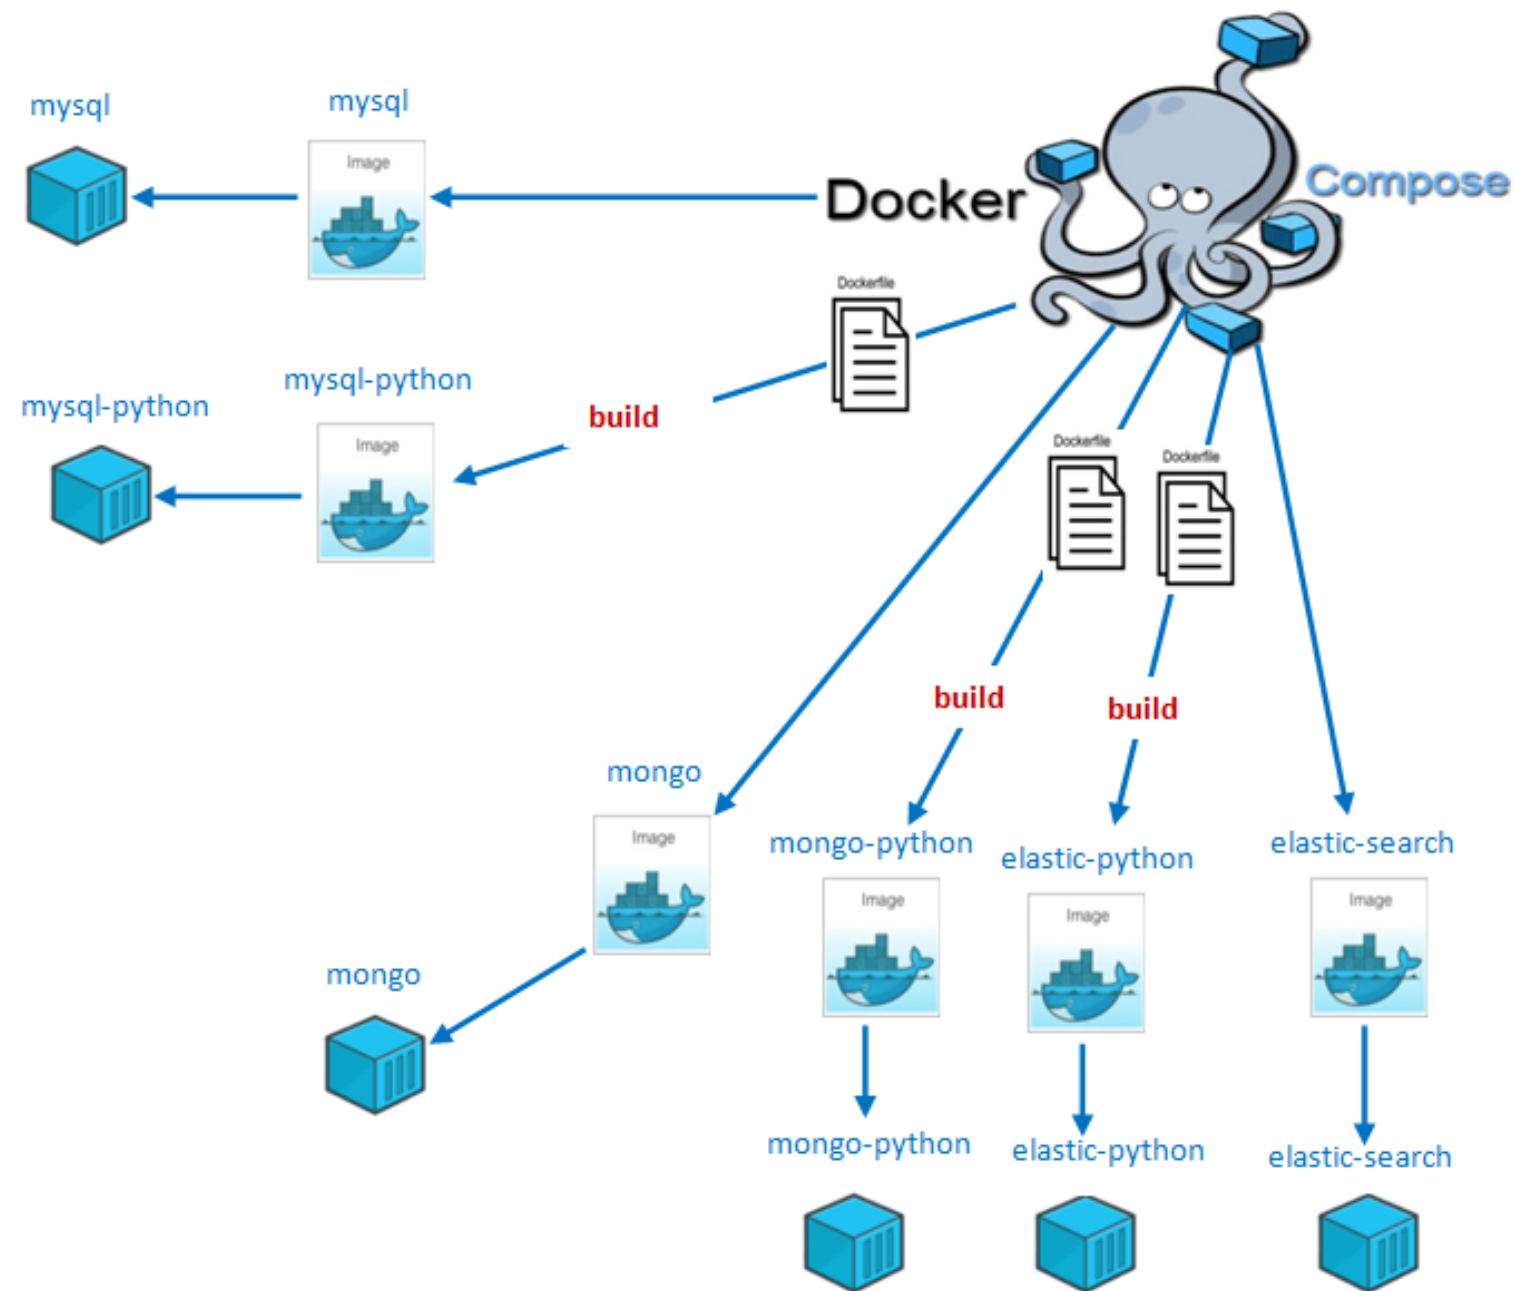 mysql
mysql
Image
Docker
Compose
Dockerfile
mysql-python
mysql-python
Image
build
Dockerfile
Dockerfile
build
build
mongo
Image
mongo
mongo-python
Image
elastic-python
Image
elastic-search
Image
mongo-python
elastic-python
elastic-search